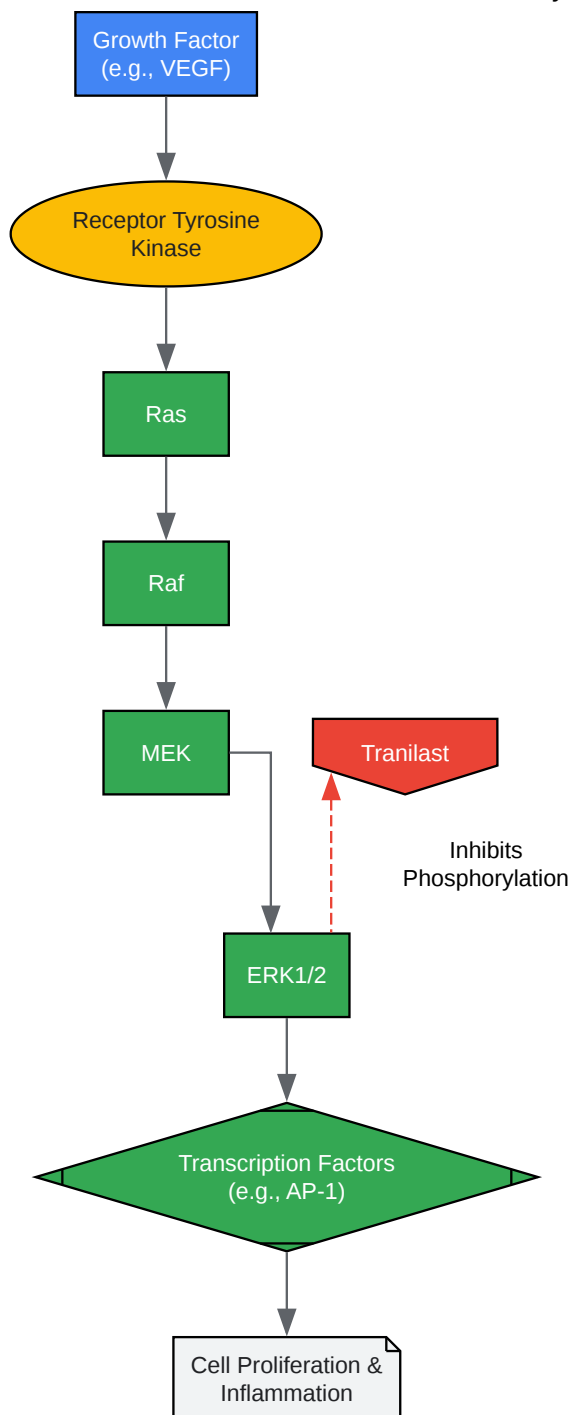 Growth Factor
(e.g., VEGF)
Receptor Tyrosine
Kinase
Ras
Raf
MEK
Tranilast
Inhibits
Phosphorylation
ERK1/2
Transcription Factors
(e.g., AP-1)
Cell Proliferation &
Inflammation